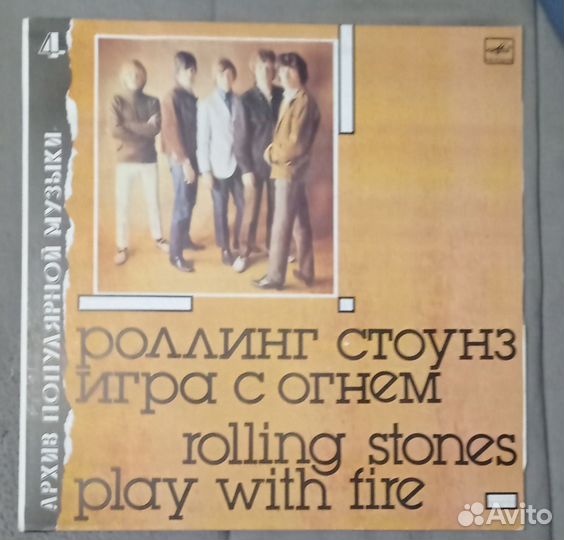 4
АРХИВ ПОПУЛЯРНОЙ МУЗЫКИ
роллинг стоунз
игра с огнем
rolling stones
play with fire
Avito